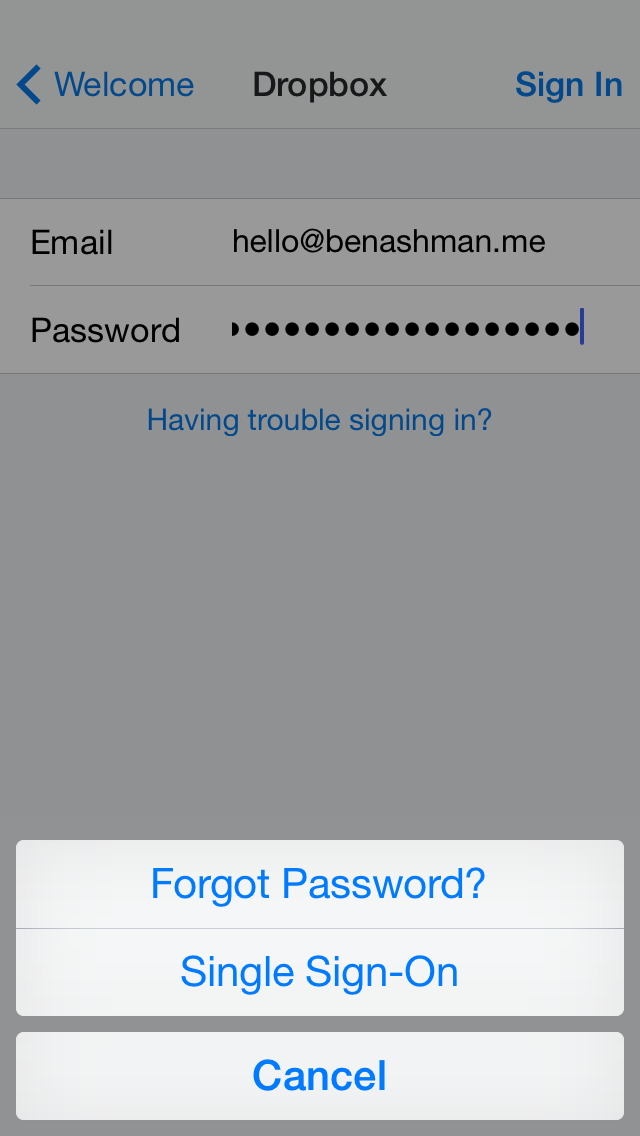 Welcome Dropbox Sign In
Email hello@benashman.me
Password ••••••••••••••••••
Having trouble signing in?
Forgot Password?
Single Sign-On
Cancel